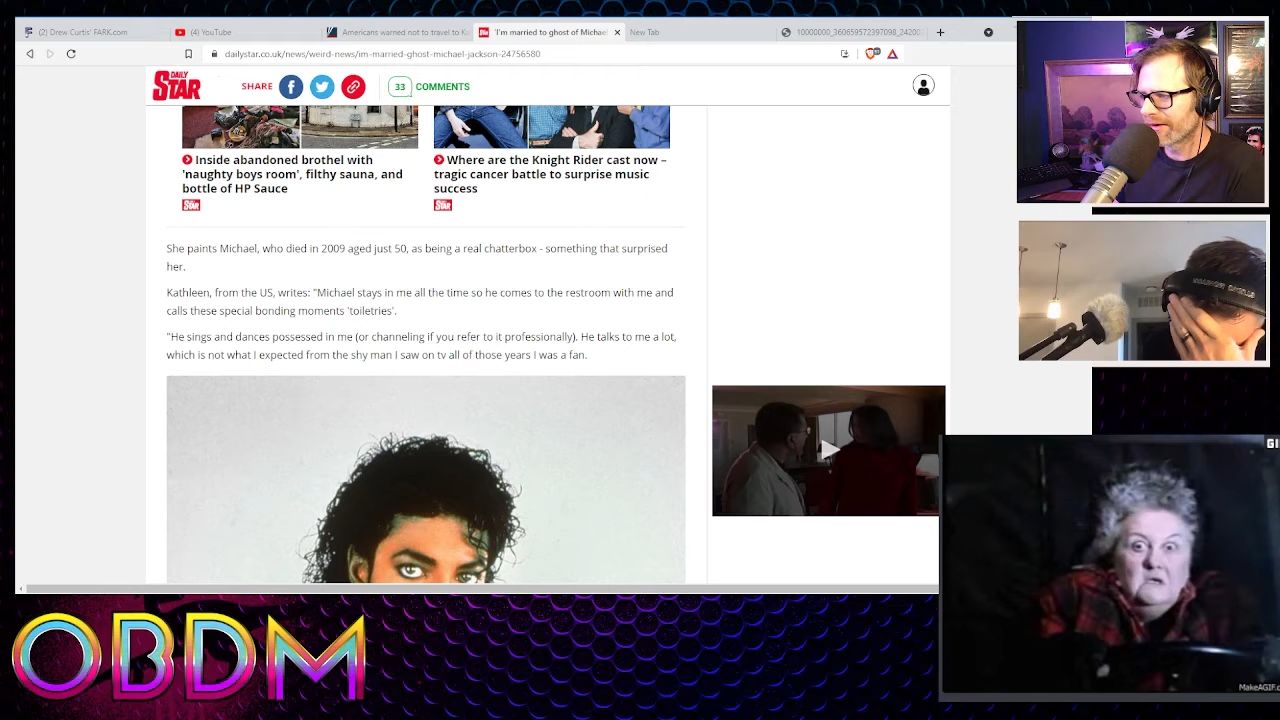 Drew Curtis' FARK.com
(4) YouTube
Americans warned not to travel to K
'I'm married to ghost of Michael
New Tab
10000000_360659572397098_24200
dailystar.co.uk/news/weird-news/im-married-ghost-michael-jackson-24756580
DAILY
STAR
SHARE
33
COMMENTS
Inside abandoned brothel with
'naughty boys room', filthy sauna, and
bottle of HP Sauce
Star
Where are the Knight Rider cast now –
tragic cancer battle to surprise music
success
Star
She paints Michael, who died in 2009 aged just 50, as being a real chatterbox - something that surprised
her.
Kathleen, from the US, writes: "Michael stays in me all the time so he comes to the restroom with me and
calls these special bonding moments 'toiletries'.
"He sings and dances possessed in me (or channeling if you refer to it professionally). He talks to me a lot,
which is not what I expected from the shy man I saw on tv all of those years I was a fan.
GI
MakeAGIF.c
OBDM